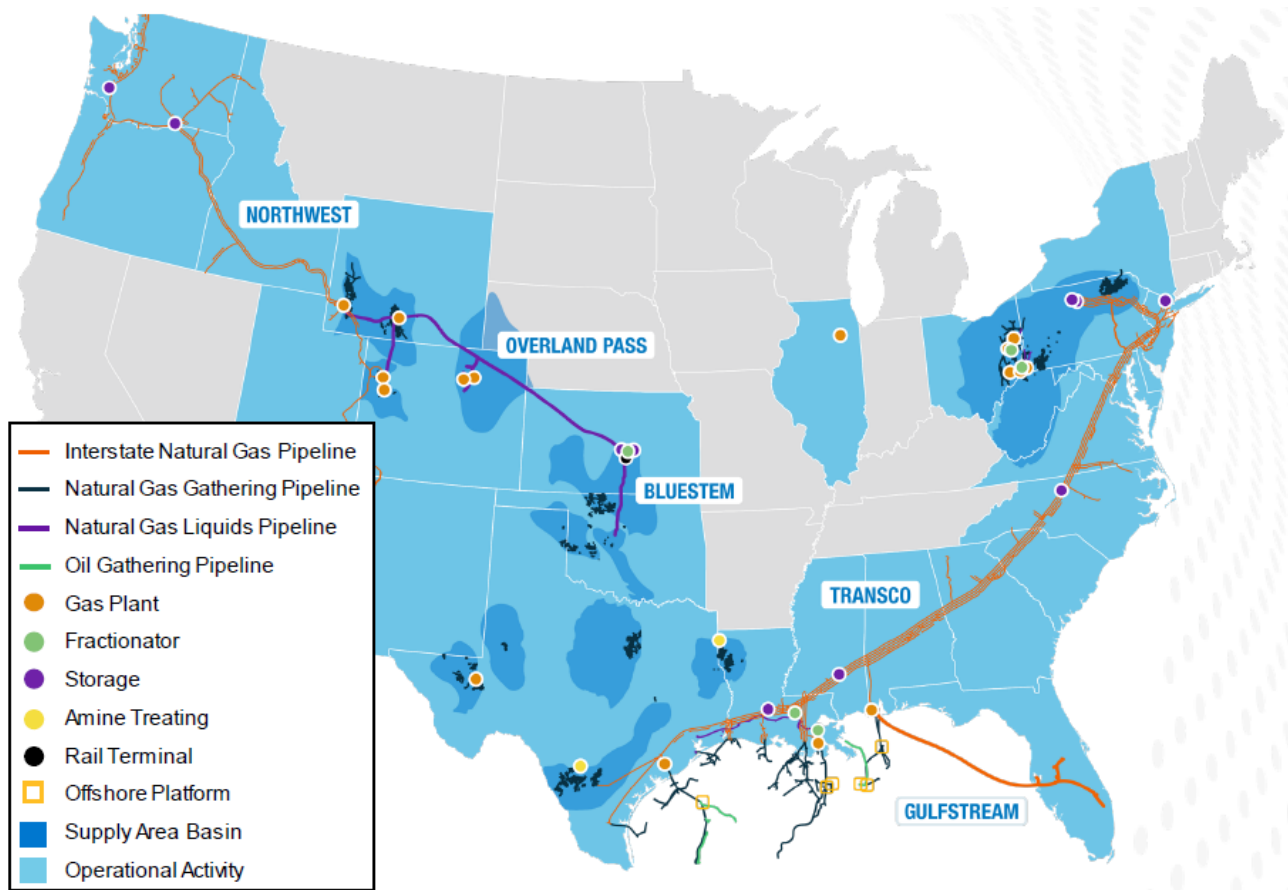 NORTHWEST
OVERLAND PASS
BLUESTEM
TRANSCO
GULFSTREAM
Interstate Natural Gas Pipeline
Natural Gas Gathering Pipeline
Natural Gas Liquids Pipeline
Oil Gathering Pipeline
Gas Plant
Fractionator
Storage
Amine Treating
Rail Terminal
Offshore Platform
Supply Area Basin
Operational Activity